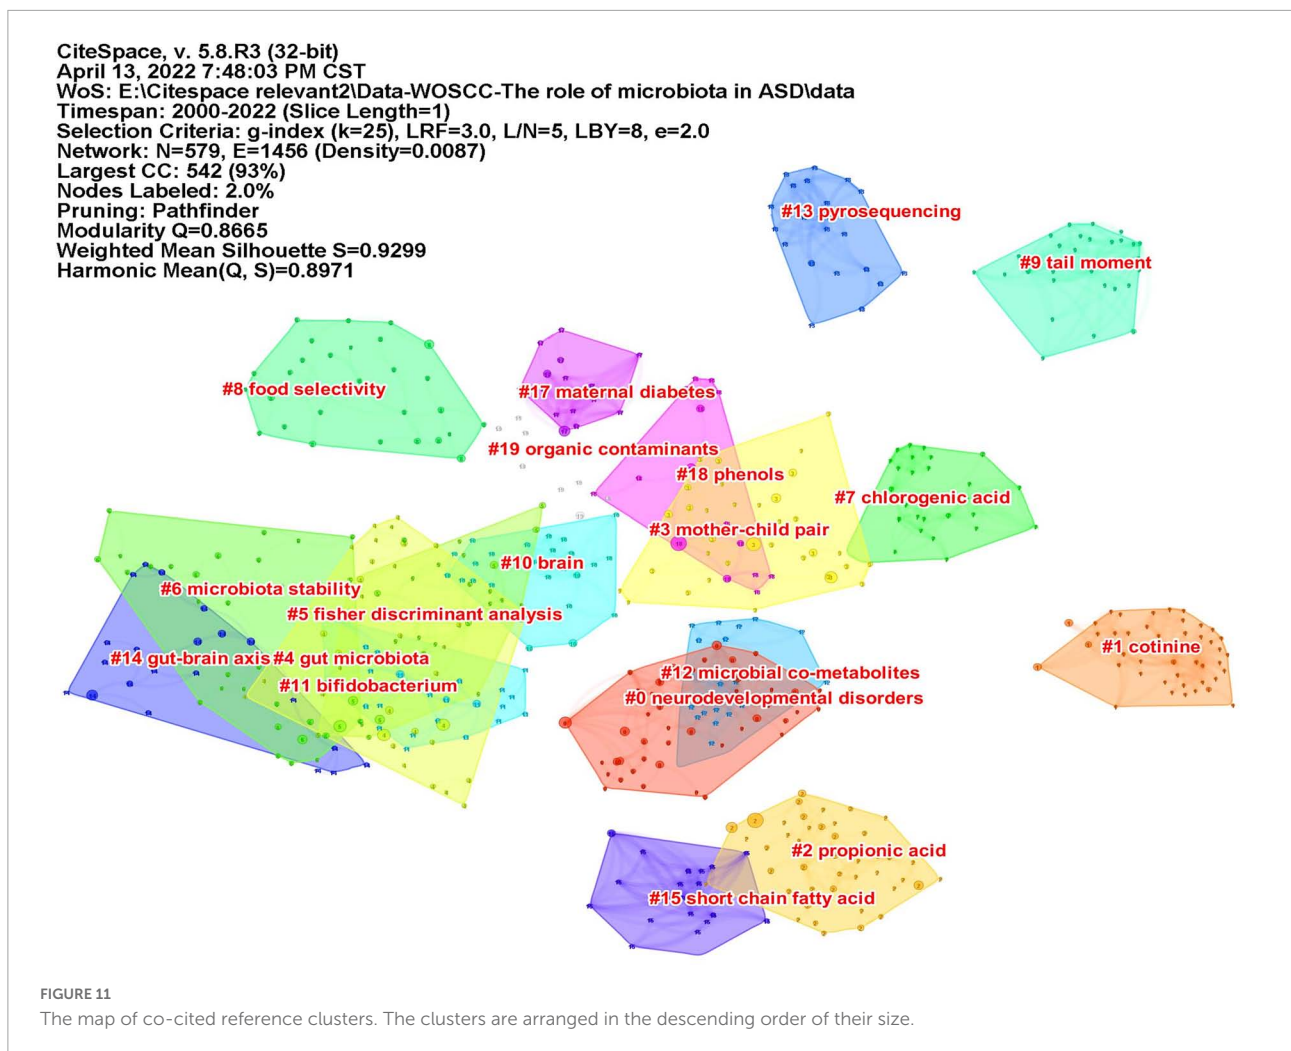 CiteSpace, v. 5.8.R3 (32-bit)
April 13, 2022 7:48:03 PM CST
WoS: E:\Citespace relevant2\Data-WOSCC-The role of microbiota in ASD\data
Timespan: 2000-2022 (Slice Length=1)
Selection Criteria: g-index (k=25), LRF=3.0, L/N=5, LBY=8, e=2.0
Network: N=579, E=1456 (Density=0.0087)
Largest CC: 542 (93%)
Nodes Labeled: 2.0%
Pruning: Pathfinder
Modularity Q=0.8665
Weighted Mean Silhouette S=0.9299
Harmonic Mean(Q, S)=0.8971
#13 pyrosequencing
#9 tail moment
#8 food selectivity
#17 maternal diabetes
#19 organic contaminants
#18 phenols
#7 chlorogenic acid
#3 mother-child pair
#10 brain
#6 microbiota stability
#5 fisher discriminant analysis
#14 gut-brain axis
#4 gut microbiota
#11 bifidobacterium
#1 cotinine
#12 microbial co-metabolites
#0 neurodevelopmental disorders
#2 propionic acid
#15 short chain fatty acid
FIGURE 11
The map of co-cited reference clusters. The clusters are arranged in the descending order of their size.